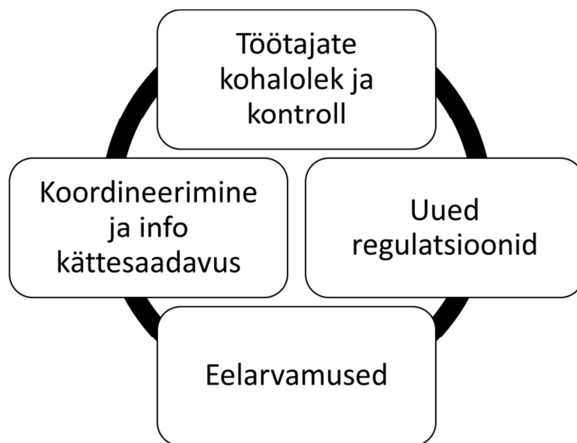 Töötajate
kohalolek ja
kontroll
Koordineerimine
ja info
kättesaadavus
Uued
regulatsioonid
Eelarvamused